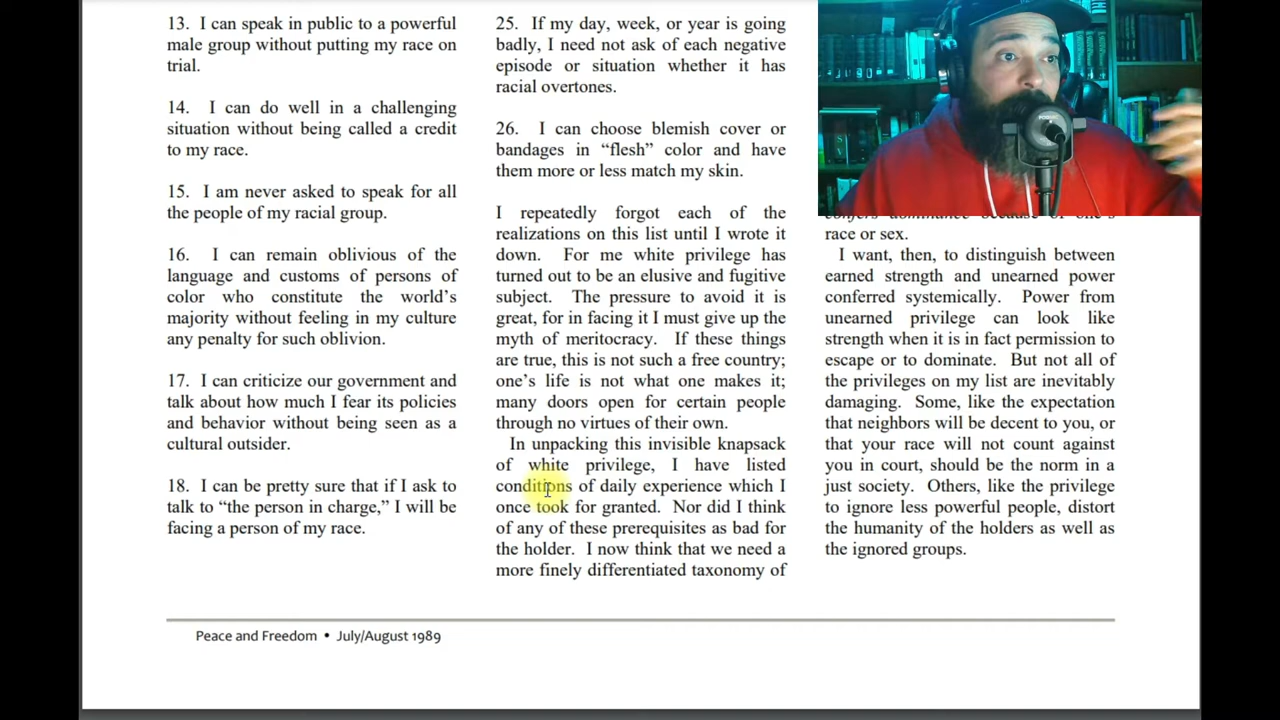 13. I can speak in public to a powerful
male group without putting my race on
trial.
14. I can do well in a challenging
situation without being called a credit
to my race.
15. I am never asked to speak for all
the people of my racial group.
16. I can remain oblivious of the
language and customs of persons of
color who constitute the world's
majority without feeling in my culture
any penalty for such oblivion.
17. I can criticize our government and
talk about how much I fear its policies
and behavior without being seen as a
cultural outsider.
18. I can be pretty sure that if I ask to
talk to “the person in charge,” I will be
facing a person of my race.
25. If my day, week, or year is going
badly, I need not ask of each negative
episode or situation whether it has
racial overtones.
26. I can choose blemish cover or
bandages in “flesh” color and have
them more or less match my skin.
I repeatedly forgot each of the
realizations on this list until I wrote it
down. For me white privilege has
turned out to be an elusive and fugitive
subject. The pressure to avoid it is
great, for in facing it I must give up the
myth of meritocracy. If these things
are true, this is not such a free country;
one's life is not what one makes it;
many doors open for certain people
through no virtues of their own.
In unpacking this invisible knapsack
of white privilege, I have listed
conditions of daily experience which I
once took for granted. Nor did I think
of any of these prerequisites as bad for
the holder. I now think that we need a
more finely differentiated taxonomy of
race or sex.
I want, then, to distinguish between
earned strength and unearned power
conferred systemically. Power from
unearned privilege can look like
strength when it is in fact permission to
escape or to dominate. But not all of
the privileges on my list are inevitably
damaging. Some, like the expectation
that neighbors will be decent to you, or
that your race will not count against
you in court, should be the norm in a
just society. Others, like the privilege
to ignore less powerful people, distort
the humanity of the holders as well as
the ignored groups.
Peace and Freedom • July/August 1989